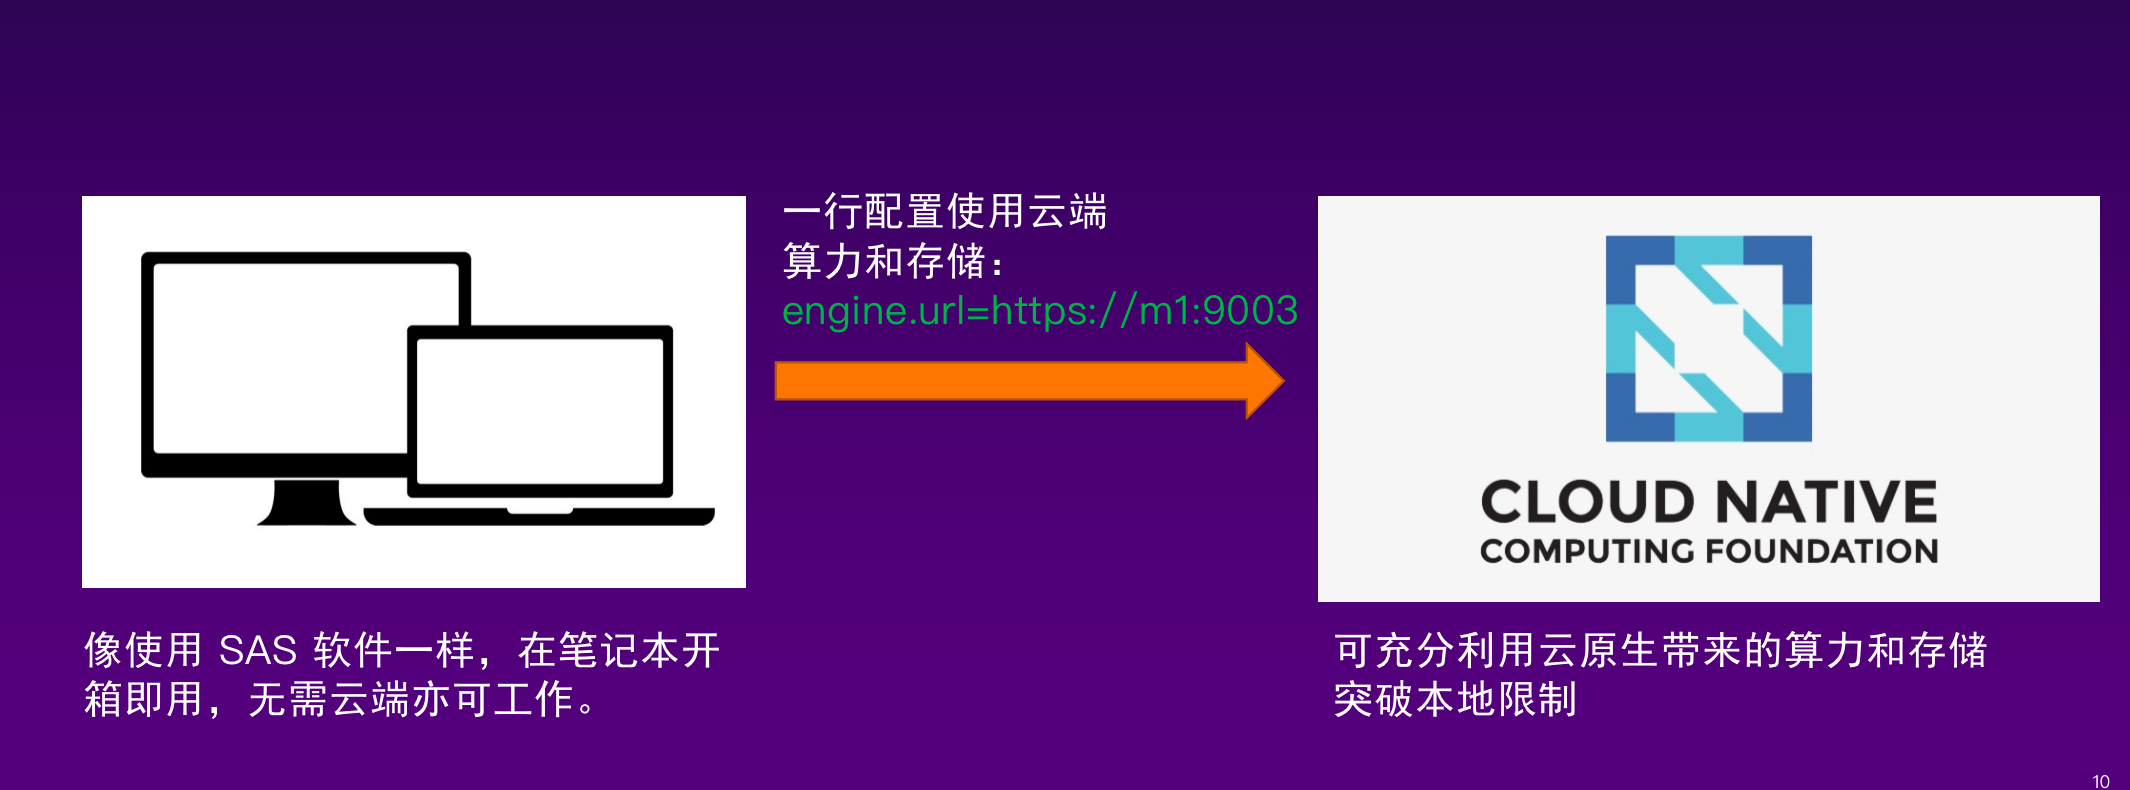 一行配置使用云端
算力和存储：
engine.url=https://m1:9003
CLOUD NATIVE
COMPUTING FOUNDATION
像使用 SAS 软件一样，在笔记本开
箱即用，无需云端亦可工作。
可充分利用云原生带来的算力和存储
突破本地限制
10